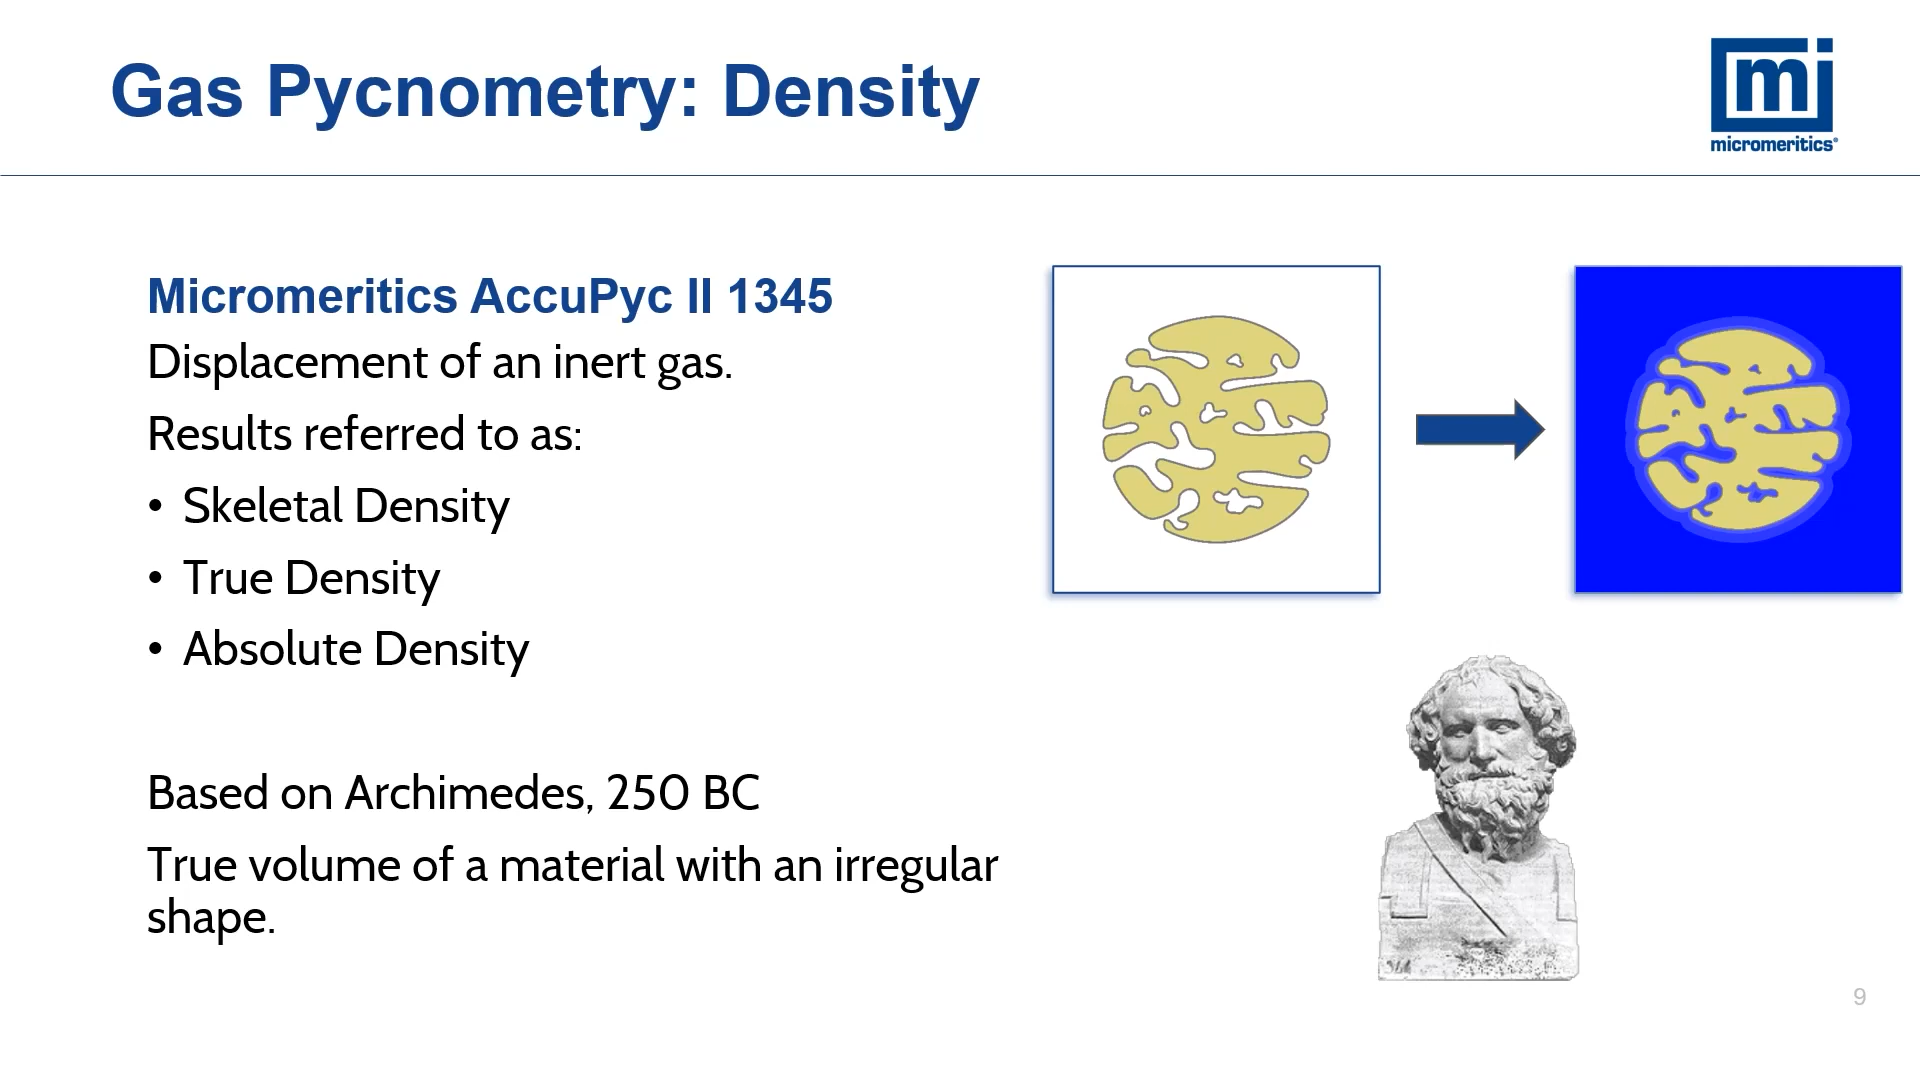 Gas Pycnometry: Density
mi
micromeritics®
Micromeritics AccuPyc II 1345
Displacement of an inert gas.
Results referred to as:
• Skeletal Density
• True Density
• Absolute Density
Based on Archimedes, 250 BC
True volume of a material with an irregular
shape.
9